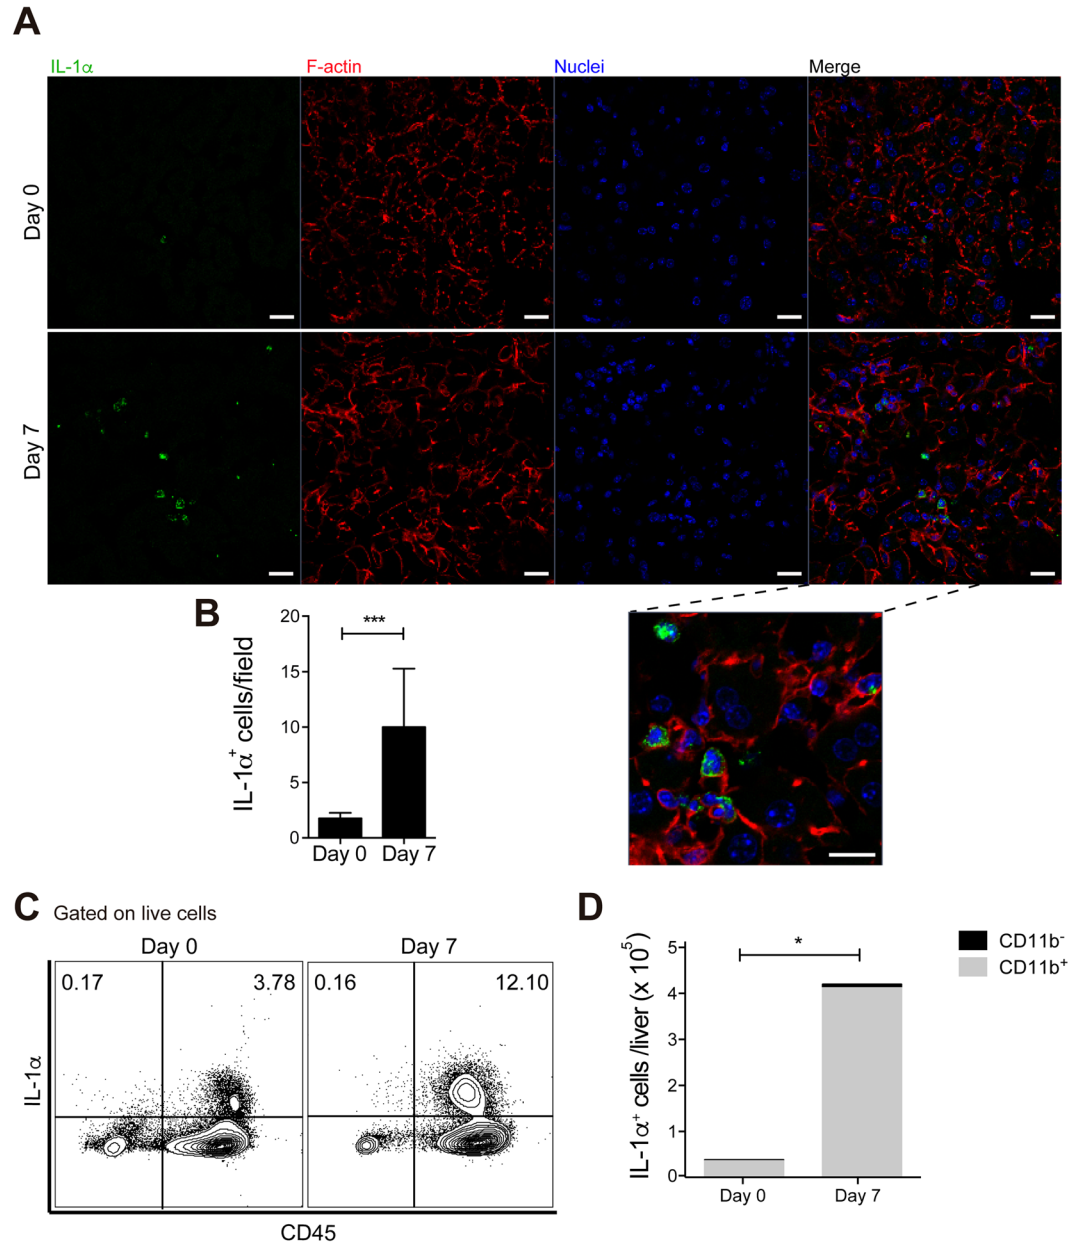 A
IL-1α F-actin Nuclei Merge
Day 0
Day 7
B
IL-1α⁺ cells/field
20
15
10
5
0
***
Day 0 Day 7
C Gated on live cells
Day 0 Day 7
0.17 3.78 0.16 12.10
IL-1α
CD45
D
IL-1α⁺ cells /liver (x 10⁵)
5
4
3
2
1
0
*
Day 0 Day 7
CD11b⁻
CD11b⁺